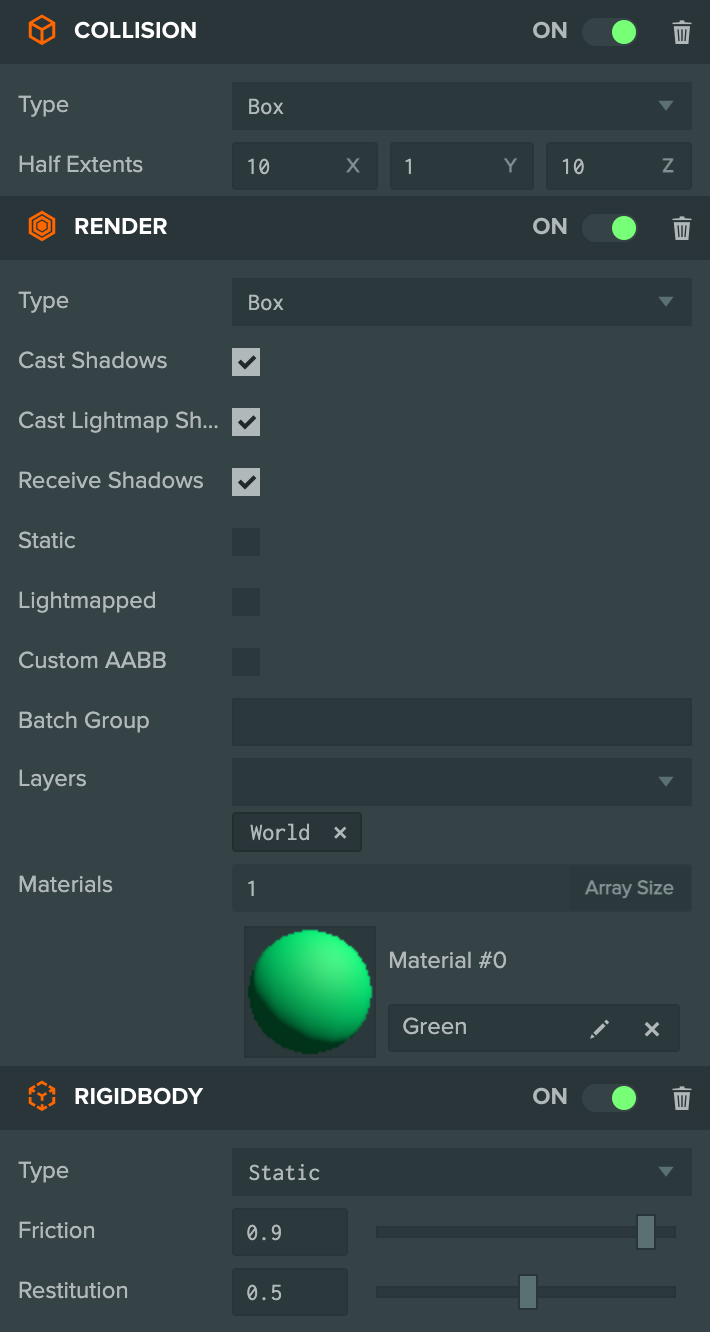 COLLISION ON
Type Box
Half Extents 10 X 1 Y 10 Z
RENDER ON
Type Box
Cast Shadows
Cast Lightmap Sh...
Receive Shadows
Static
Lightmapped
Custom AABB
Batch Group
Layers
World ×
Materials 1 Array Size
Material #0
Green
RIGIDBODY ON
Type Static
Friction 0.9
Restitution 0.5